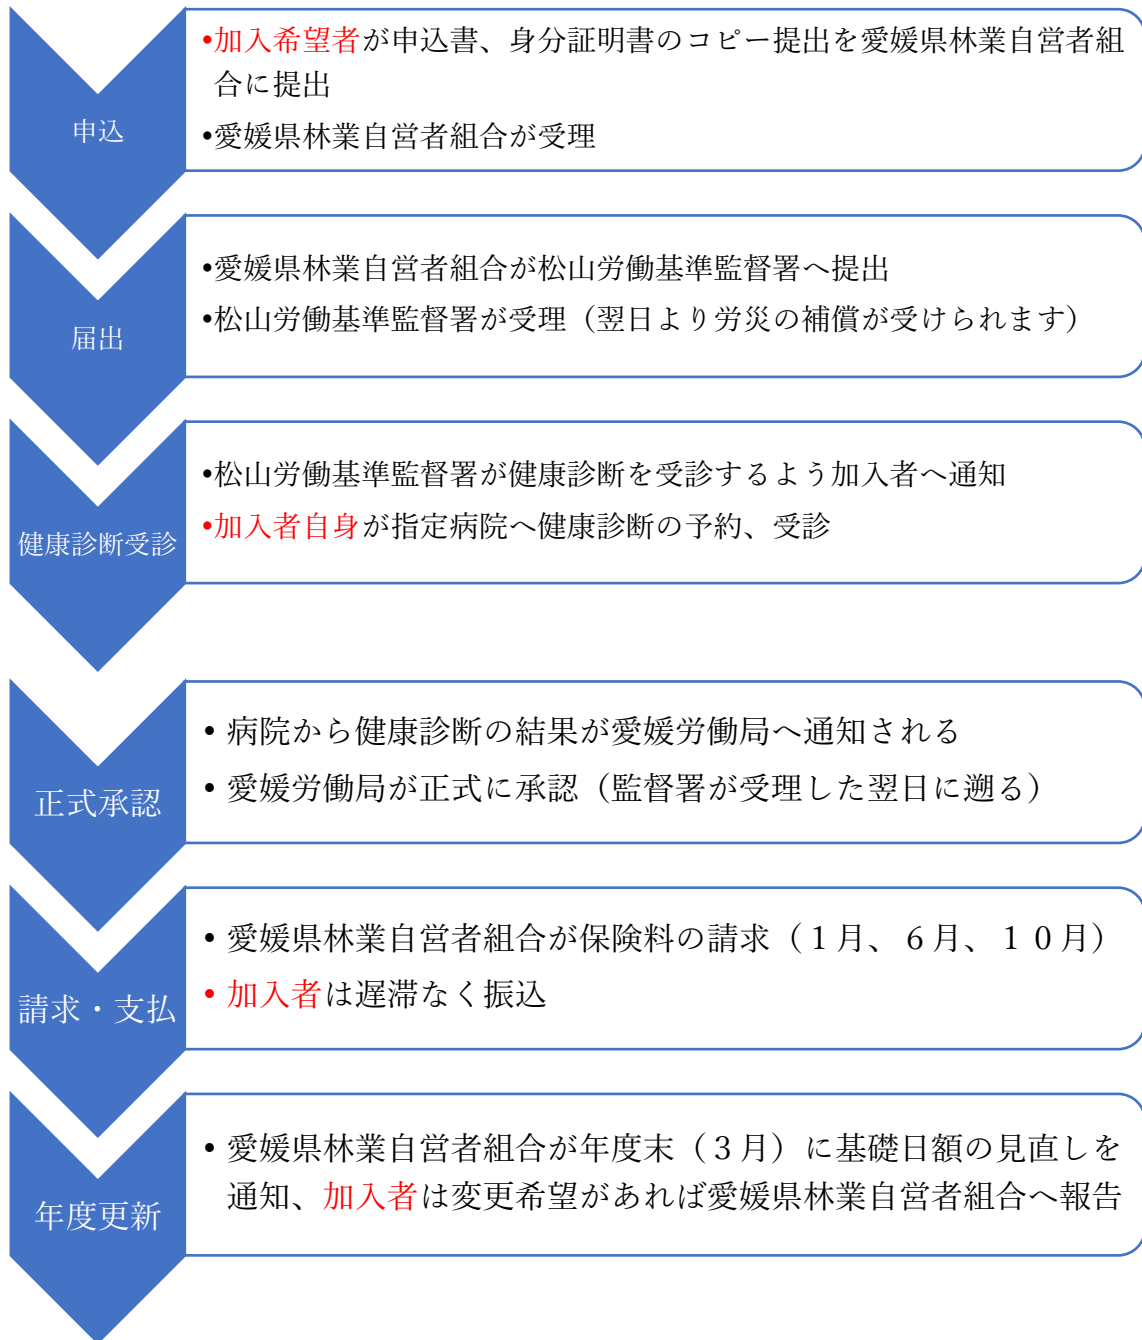 申込
•加入希望者が申込書、身分証明書のコピー提出を愛媛県林業自営者組
合に提出
•愛媛県林業自営者組合が受理
届出
•愛媛県林業自営者組合が松山労働基準監督署へ提出
•松山労働基準監督署が受理（翌日より労災の補償が受けられます）
健康診断受診
•松山労働基準監督署が健康診断を受診するよう加入者へ通知
•加入者自身が指定病院へ健康診断の予約、受診
正式承認
• 病院から健康診断の結果が愛媛労働局へ通知される
• 愛媛労働局が正式に承認（監督署が受理した翌日に遡る）
請求・支払
• 愛媛県林業自営者組合が保険料の請求（１月、６月、１０月）
• 加入者は遅滞なく振込
年度更新
• 愛媛県林業自営者組合が年度末（３月）に基礎日額の見直しを
通知、加入者は変更希望があれば愛媛県林業自営者組合へ報告